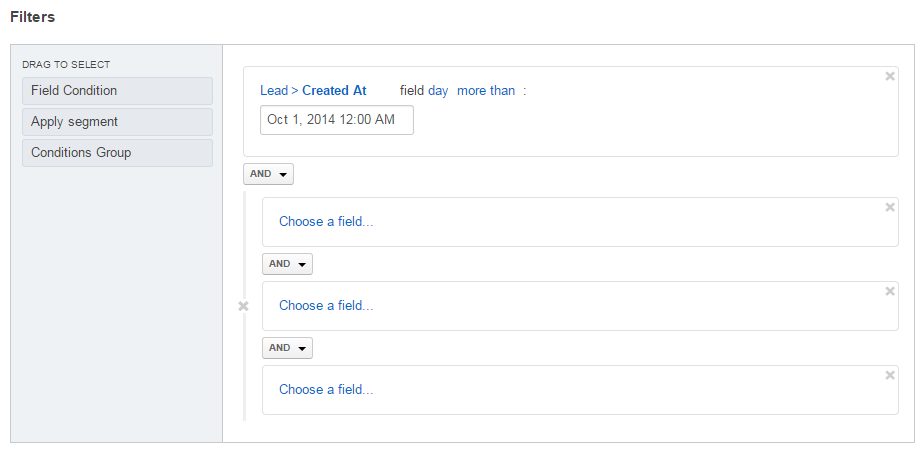 Filters
DRAG TO SELECT
Field Condition
Apply segment
Conditions Group
Lead > Created At field day more than :
Oct 1, 2014 12:00 AM
AND
Choose a field...
AND
Choose a field...
AND
Choose a field...